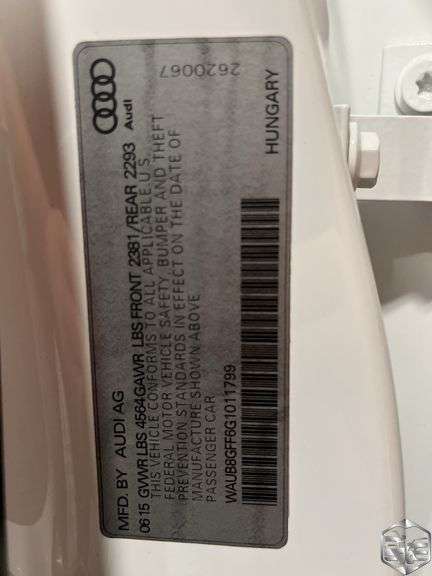 MFD. BY AUDI AG
Audi
06 15 GVWR LBS 4564 GAWR LBS FRONT 2381/REAR 2293
THIS VEHICLE CONFORMS TO ALL APPLICABLE U S
FEDERAL MOTOR VEHICLE SAFETY, BUMPER AND THEFT
PREVENTION STANDARDS IN EFFECT ON THE DATE OF
MANUFACTURE SHOWN ABOVE
PASSENGER CAR
2620067
WAUB8GFF6G1011799
HUNGARY